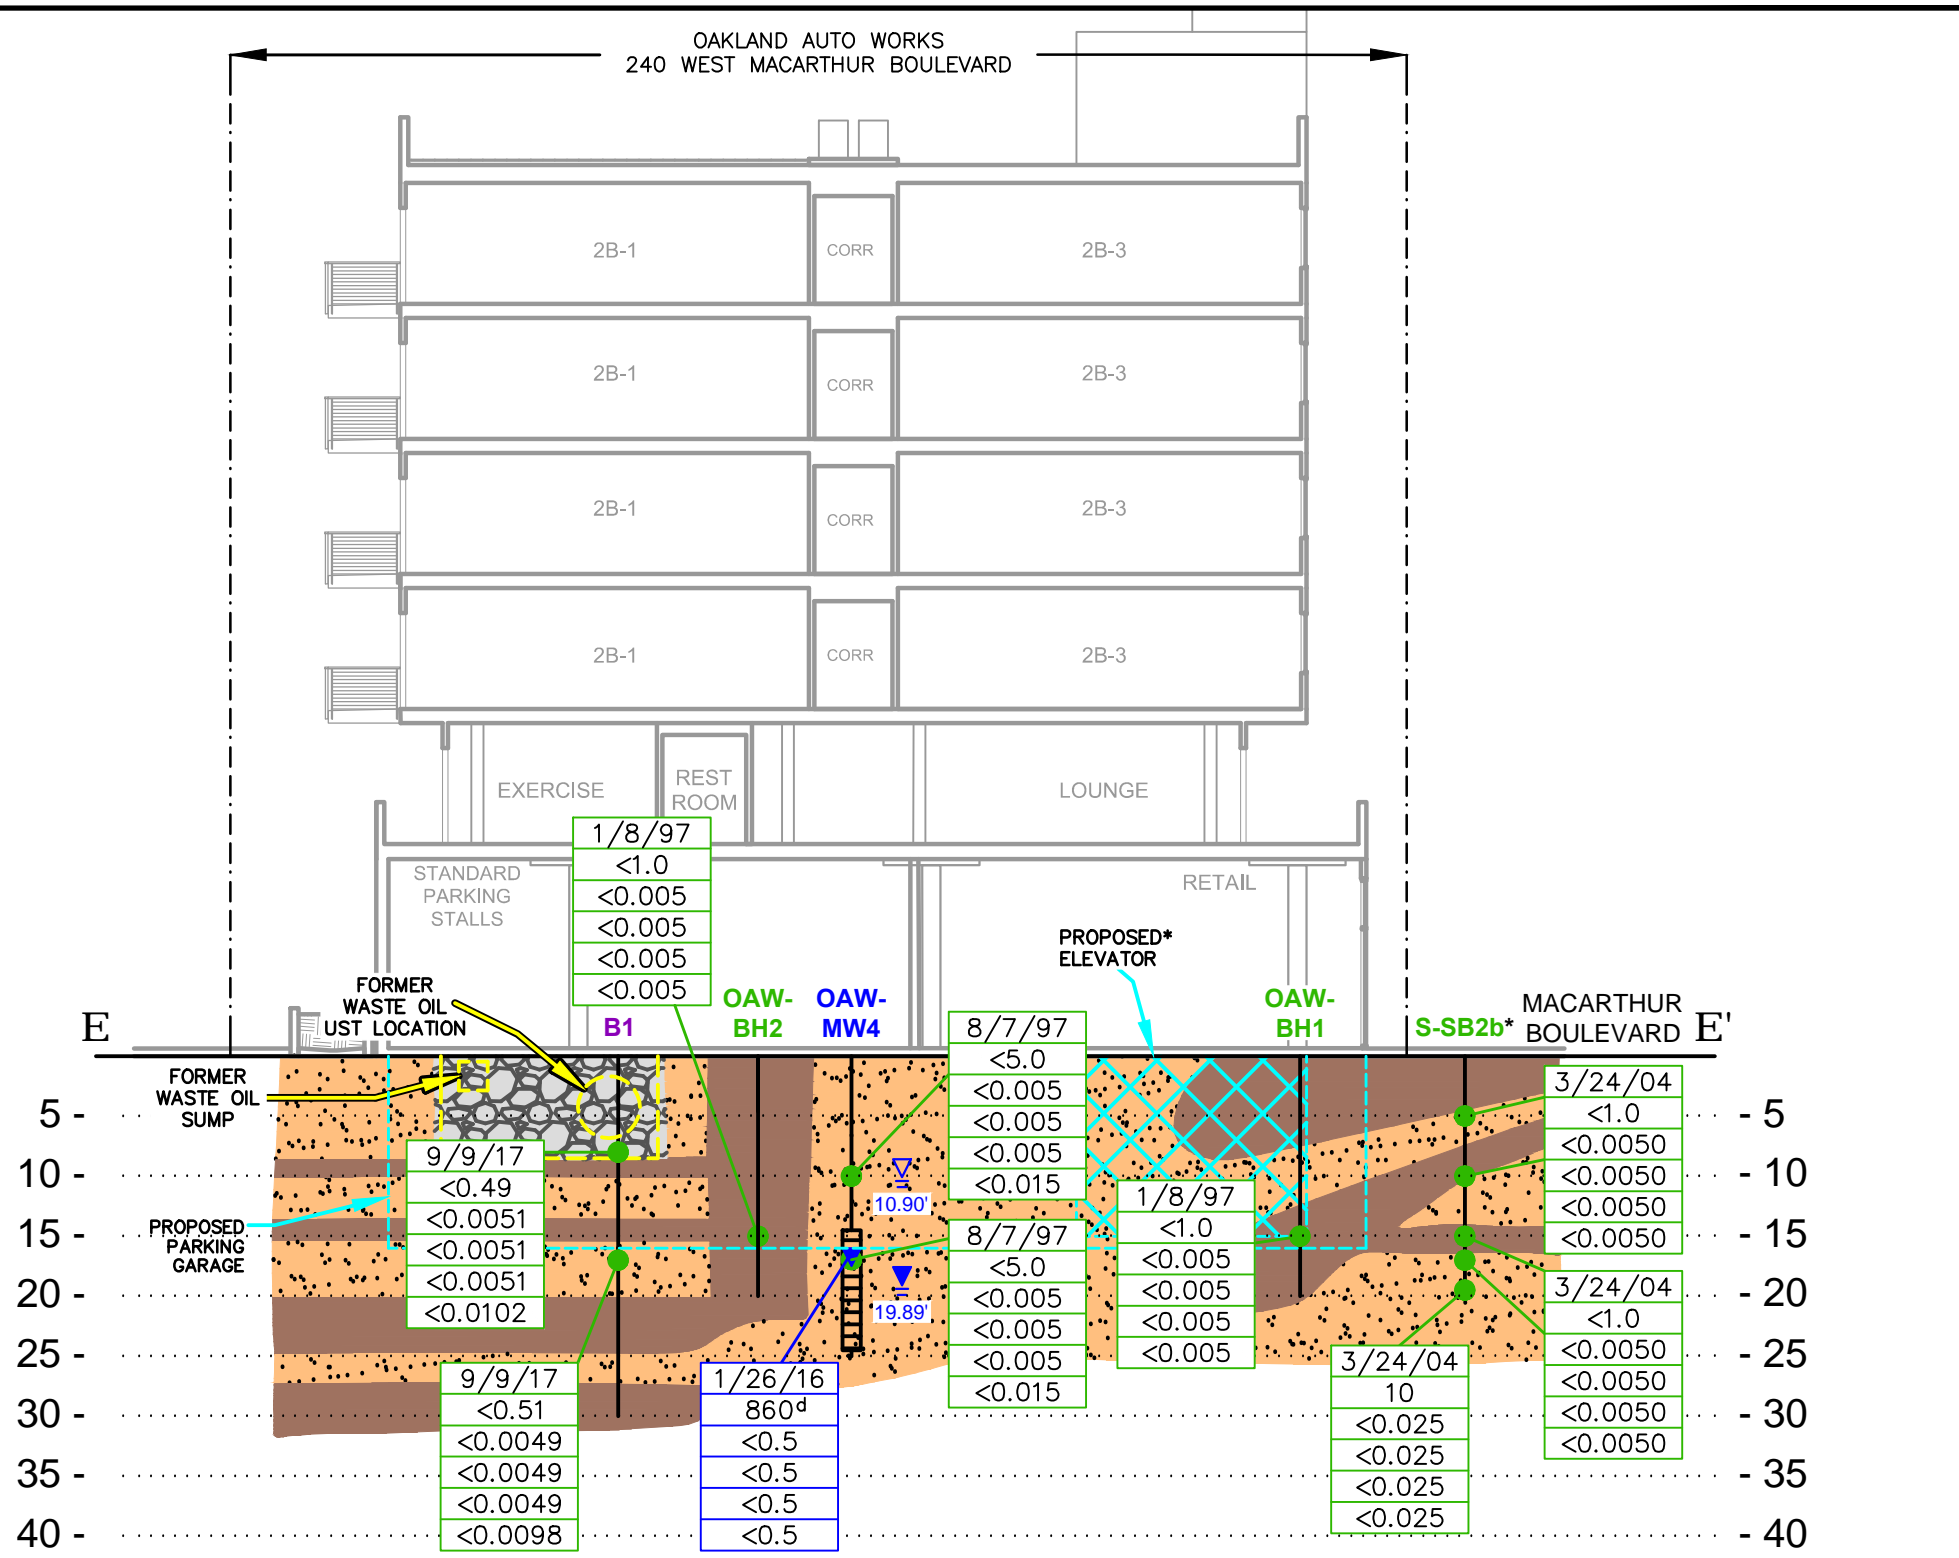 OAKLAND AUTO WORKS
240 WEST MACARTHUR BOULEVARD
2B-1
CORR
2B-3
2B-1
CORR
2B-3
2B-1
CORR
2B-3
2B-1
CORR
2B-3
EXERCISE
REST
ROOM
LOUNGE
STANDARD
PARKING
STALLS
RETAIL
1/8/97
<1.0
<0.005
<0.005
<0.005
<0.005
PROPOSED*
ELEVATOR
FORMER
WASTE OIL
UST LOCATION
E
B1
OAW-
BH2
OAW-
MW4
OAW-
BH1
S-SB2b*
MACARTHUR
BOULEVARD
E'
FORMER
WASTE OIL
SUMP
PROPOSED
PARKING
GARAGE
8/7/97
<5.0
<0.005
<0.005
<0.005
<0.015
3/24/04
<1.0
<0.0050
<0.0050
<0.0050
<0.0050
9/9/17
<0.49
<0.0051
<0.0051
<0.0051
<0.0102
10.90'
19.89'
1/8/97
<1.0
<0.005
<0.005
<0.005
<0.005
8/7/97
<5.0
<0.005
<0.005
<0.005
<0.015
3/24/04
<1.0
<0.0050
<0.0050
<0.0050
<0.0050
3/24/04
10
<0.025
<0.025
<0.025
<0.025
9/9/17
<0.51
<0.0049
<0.0049
<0.0049
<0.0098
1/26/16
860ᵈ
<0.5
<0.5
<0.5
<0.5
5 -
10 -
15 -
20 -
25 -
30 -
35 -
40 -
- 5
- 10
- 15
- 20
- 25
- 30
- 35
- 40